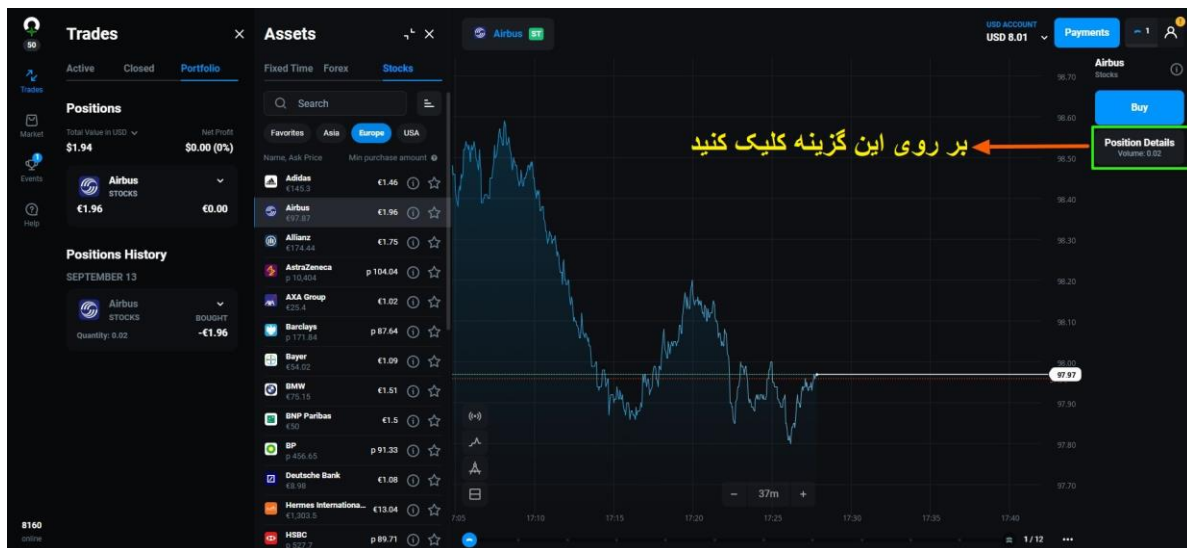 50
Trades
Market
Events
Help
8160
online
Trades ×
Active Closed Portfolio
Positions
Total Value in USD Net Profit
$1.94 $0.00 (0%)
Airbus
STOCKS
€1.96 €0.00
Positions History
SEPTEMBER 13
Airbus
STOCKS BOUGHT
Quantity: 0.02 -€1.96
Assets ×
Fixed Time Forex Stocks
Search
Favorites Asia Europe USA
Name, Ask Price Min purchase amount
Adidas
€145.3 €1.46
Airbus
€97.87 €1.96
Allianz
€174.44 €1.75
AstraZeneca
p 10,404 p 104.04
AXA Group
€25.4 €1.02
Barclays
p 171.84 p 87.64
Bayer
€54.02 €1.09
BMW
€75.15 €1.51
BNP Paribas
€50 €1.5
BP
p 456.65 p 91.33
Deutsche Bank
€8.98 €1.08
Hermes Internationa...
€1,303.5 €13.04
HSBC
p 527.7 p 89.71
Airbus ST
USD ACCOUNT
USD 8.01
Payments
1
Airbus
Stocks
Buy
Position Details
Volume: 0.02
بر روی این گزینه کلیک کنید
98.70
98.60
98.50
98.40
98.30
98.20
98.10
98.00
97.97
97.90
97.80
97.70
− 37m +
17:05 17:10 17:15 17:20 17:25 17:30 17:35 17:40
1 / 12